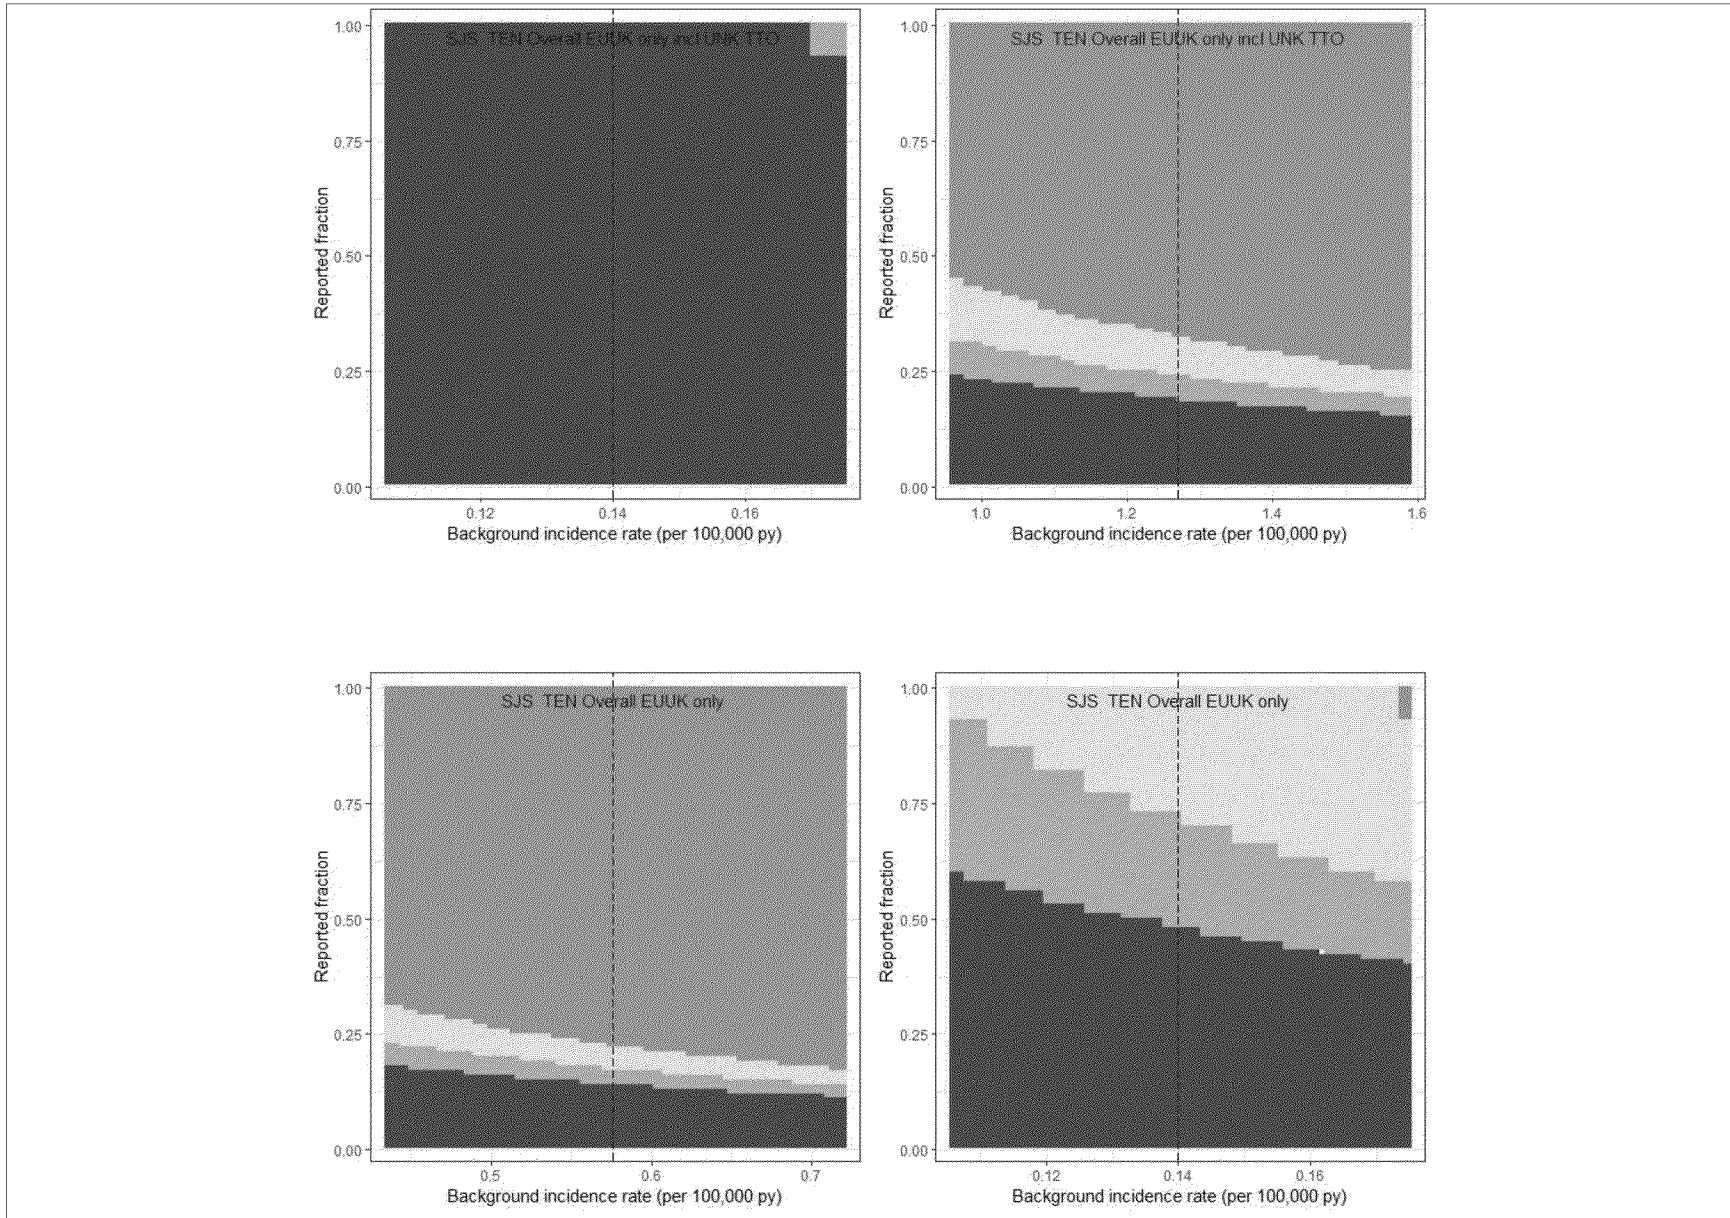 SJS TEN Overall EUUK only incl UNK TTO
1.00
0.75
0.50
0.25
0.00
Reported fraction
0.12
0.14
0.16
Background incidence rate (per 100,000 py)
SJS TEN Overall EUUK only incl UNK TTO
1.00
0.75
0.50
0.25
0.00
Reported fraction
1.0
1.2
1.4
1.6
Background incidence rate (per 100,000 py)
SJS TEN Overall EUUK only
1.00
0.75
0.50
0.25
0.00
Reported fraction
0.5
0.6
0.7
Background incidence rate (per 100,000 py)
SJS TEN Overall EUUK only
1.00
0.75
0.50
0.25
0.00
Reported fraction
0.12
0.14
0.16
Background incidence rate (per 100,000 py)